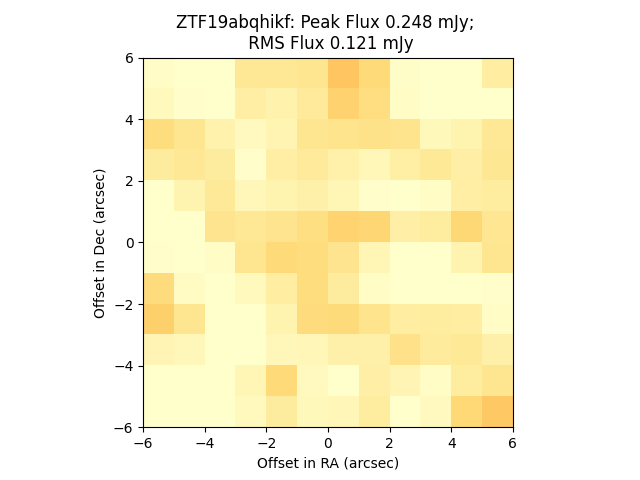 ZTF19abqhikf: Peak Flux 0.248 mJy;
RMS Flux 0.121 mJy
6
4
2
0
−2
−4
−6
Offset in Dec (arcsec)
−6 −4 −2 0 2 4 6
Offset in RA (arcsec)